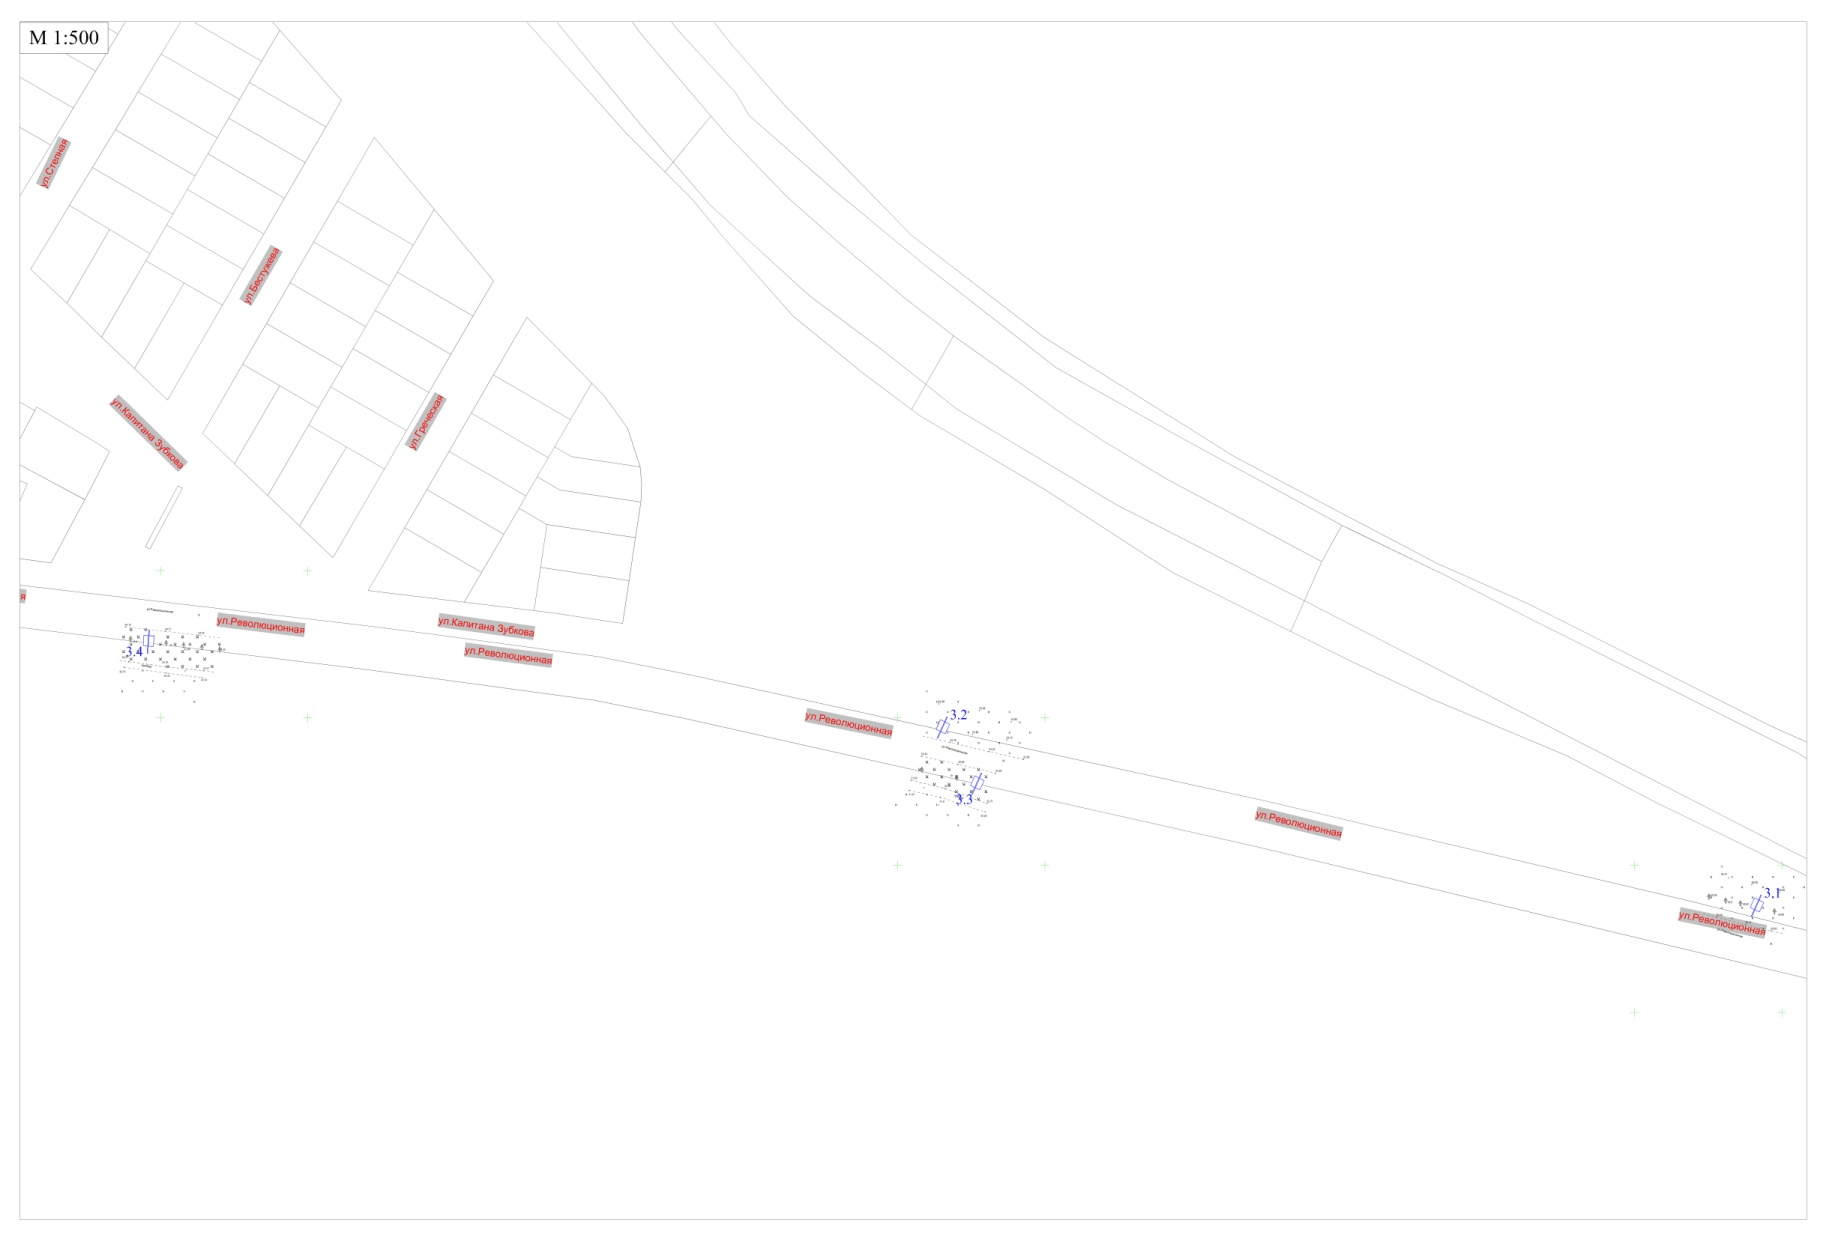 М 1:500
ул.Степная
ул.Бестужева
ул.Греческая
ул.Капитана Зубкова
я
ул.Революционная
ул.Капитана Зубкова
ул.Революционная
3.4
ул.Революционная
3.2
3.3
ул.Революционная
3.1
ул.Революционная